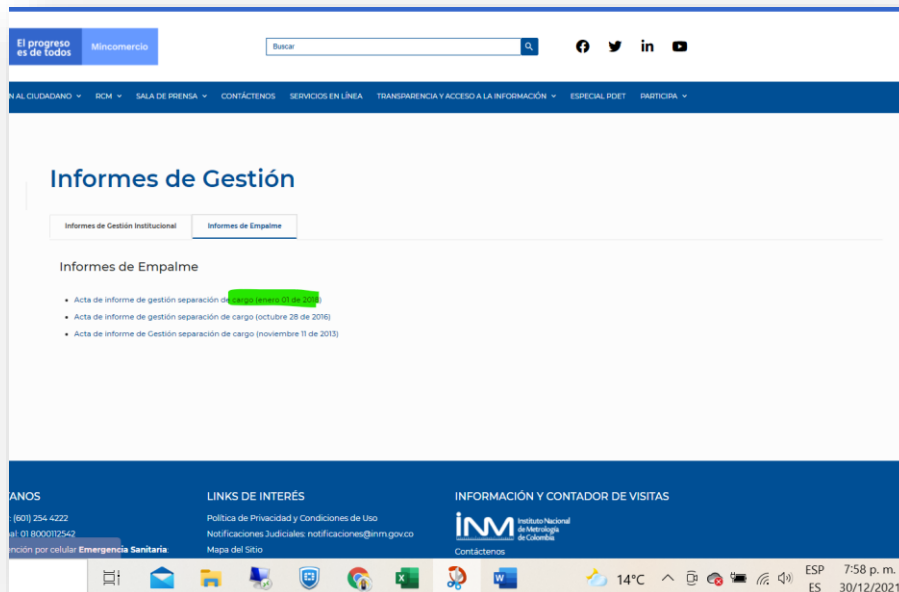 El progreso
es de todos
Mincomercio
Buscar
N AL CIUDADANO
RCM
SALA DE PRENSA
CONTÁCTENOS
SERVICIOS EN LÍNEA
TRANSPARENCIA Y ACCESO A LA INFORMACIÓN
ESPECIAL PDET
PARTICIPA
Informes de Gestión
Informes de Gestión Institucional
Informes de Empalme
Informes de Empalme
Acta de informe de gestión separación de cargo (enero 01 de 2018)
Acta de informe de gestión separación de cargo (octubre 28 de 2016)
Acta de informe de Gestión separación de cargo (noviembre 11 de 2013)
ANOS
: (601) 254 4222
al: 01 8000112542
ención por celular Emergencia Sanitaria:
LINKS DE INTERÉS
Política de Privacidad y Condiciones de Uso
Notificaciones Judiciales: notificaciones@inm.gov.co
Mapa del Sitio
INFORMACIÓN Y CONTADOR DE VISITAS
INM
Instituto Nacional
de Metrología
de Colombia
Contáctenos
14°C
ESP
ES
7:58 p. m.
30/12/2021